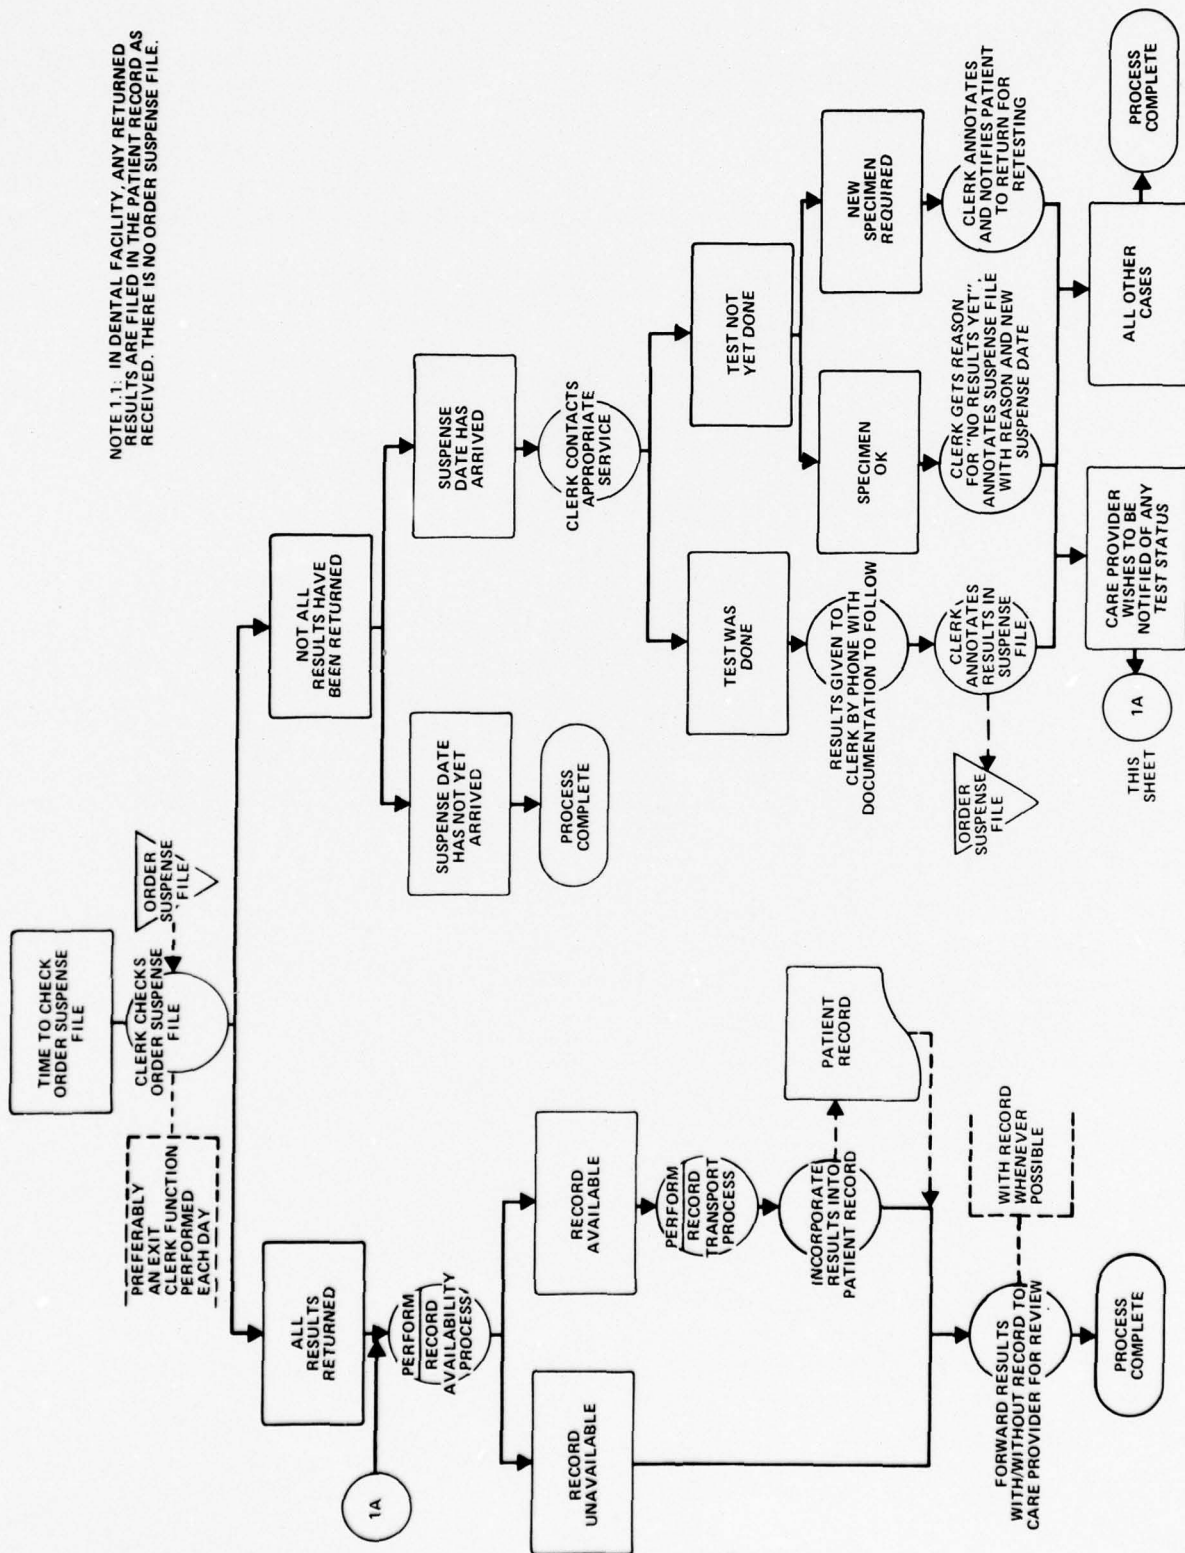 NOTE 1.1: IN DENTAL FACILITY, ANY RETURNED
RESULTS ARE FILED IN THE PATIENT RECORD AS
RECEIVED. THERE IS NO ORDER SUSPENSE FILE.
TIME TO CHECK
ORDER SUSPENSE
FILE
PREFERABLY
AN EXIT
CLERK FUNCTION
PERFORMED
EACH DAY
CLERK CHECKS
ORDER SUSPENSE
FILE
ORDER
SUSPENSE
FILE
ALL
RESULTS
RETURNED
NOT ALL
RESULTS HAVE
BEEN RETURNED
1A
PERFORM
RECORD
AVAILABILITY
PROCESS
SUSPENSE DATE
HAS NOT YET
ARRIVED
SUSPENSE
DATE HAS
ARRIVED
RECORD
UNAVAILABLE
RECORD
AVAILABLE
PROCESS
COMPLETE
CLERK CONTACTS
APPROPRIATE
SERVICE
PERFORM
RECORD
TRANSPORT
PROCESS
TEST WAS
DONE
TEST NOT
YET DONE
INCORPORATE
RESULTS INTO
PATIENT RECORD
PATIENT
RECORD
RESULTS GIVEN TO
CLERK BY PHONE WITH
DOCUMENTATION TO FOLLOW
SPECIMEN
OK
NEW
SPECIMEN
REQUIRED
ORDER
SUSPENSE
FILE
CLERK
ANNOTATES
RESULTS IN
SUSPENSE
FILE
CLERK GETS REASON
FOR "NO RESULTS YET".
ANNOTATES SUSPENSE FILE
WITH REASON AND NEW
SUSPENSE DATE
CLERK ANNOTATES
AND NOTIFIES PATIENT
TO RETURN FOR
RETESTING
FORWARD RESULTS
WITH/WITHOUT RECORD TO
CARE PROVIDER FOR REVIEW
WITH RECORD
WHENEVER
POSSIBLE
PROCESS
COMPLETE
THIS
SHEET
1A
CARE PROVIDER
WISHES TO BE
NOTIFIED OF ANY
TEST STATUS
ALL OTHER
CASES
PROCESS
COMPLETE